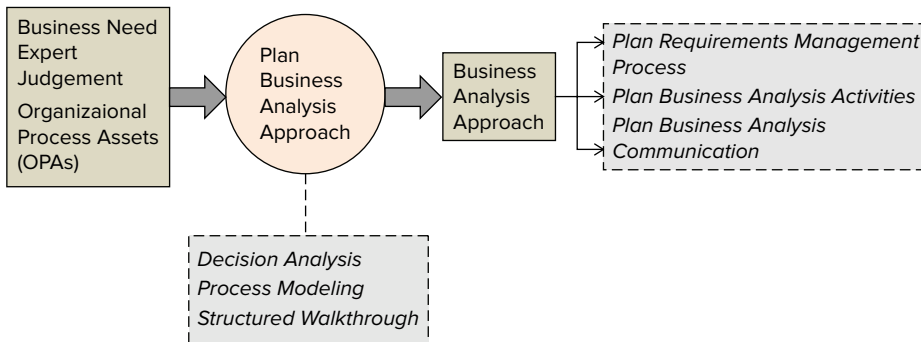 Business Need
Expert
Judgement
Organizaional
Process Assets
(OPAs)
Plan
Business
Analysis
Approach
Business
Analysis
Approach
Plan Requirements Management
Process
Plan Business Analysis Activities
Plan Business Analysis
Communication
Decision Analysis
Process Modeling
Structured Walkthrough